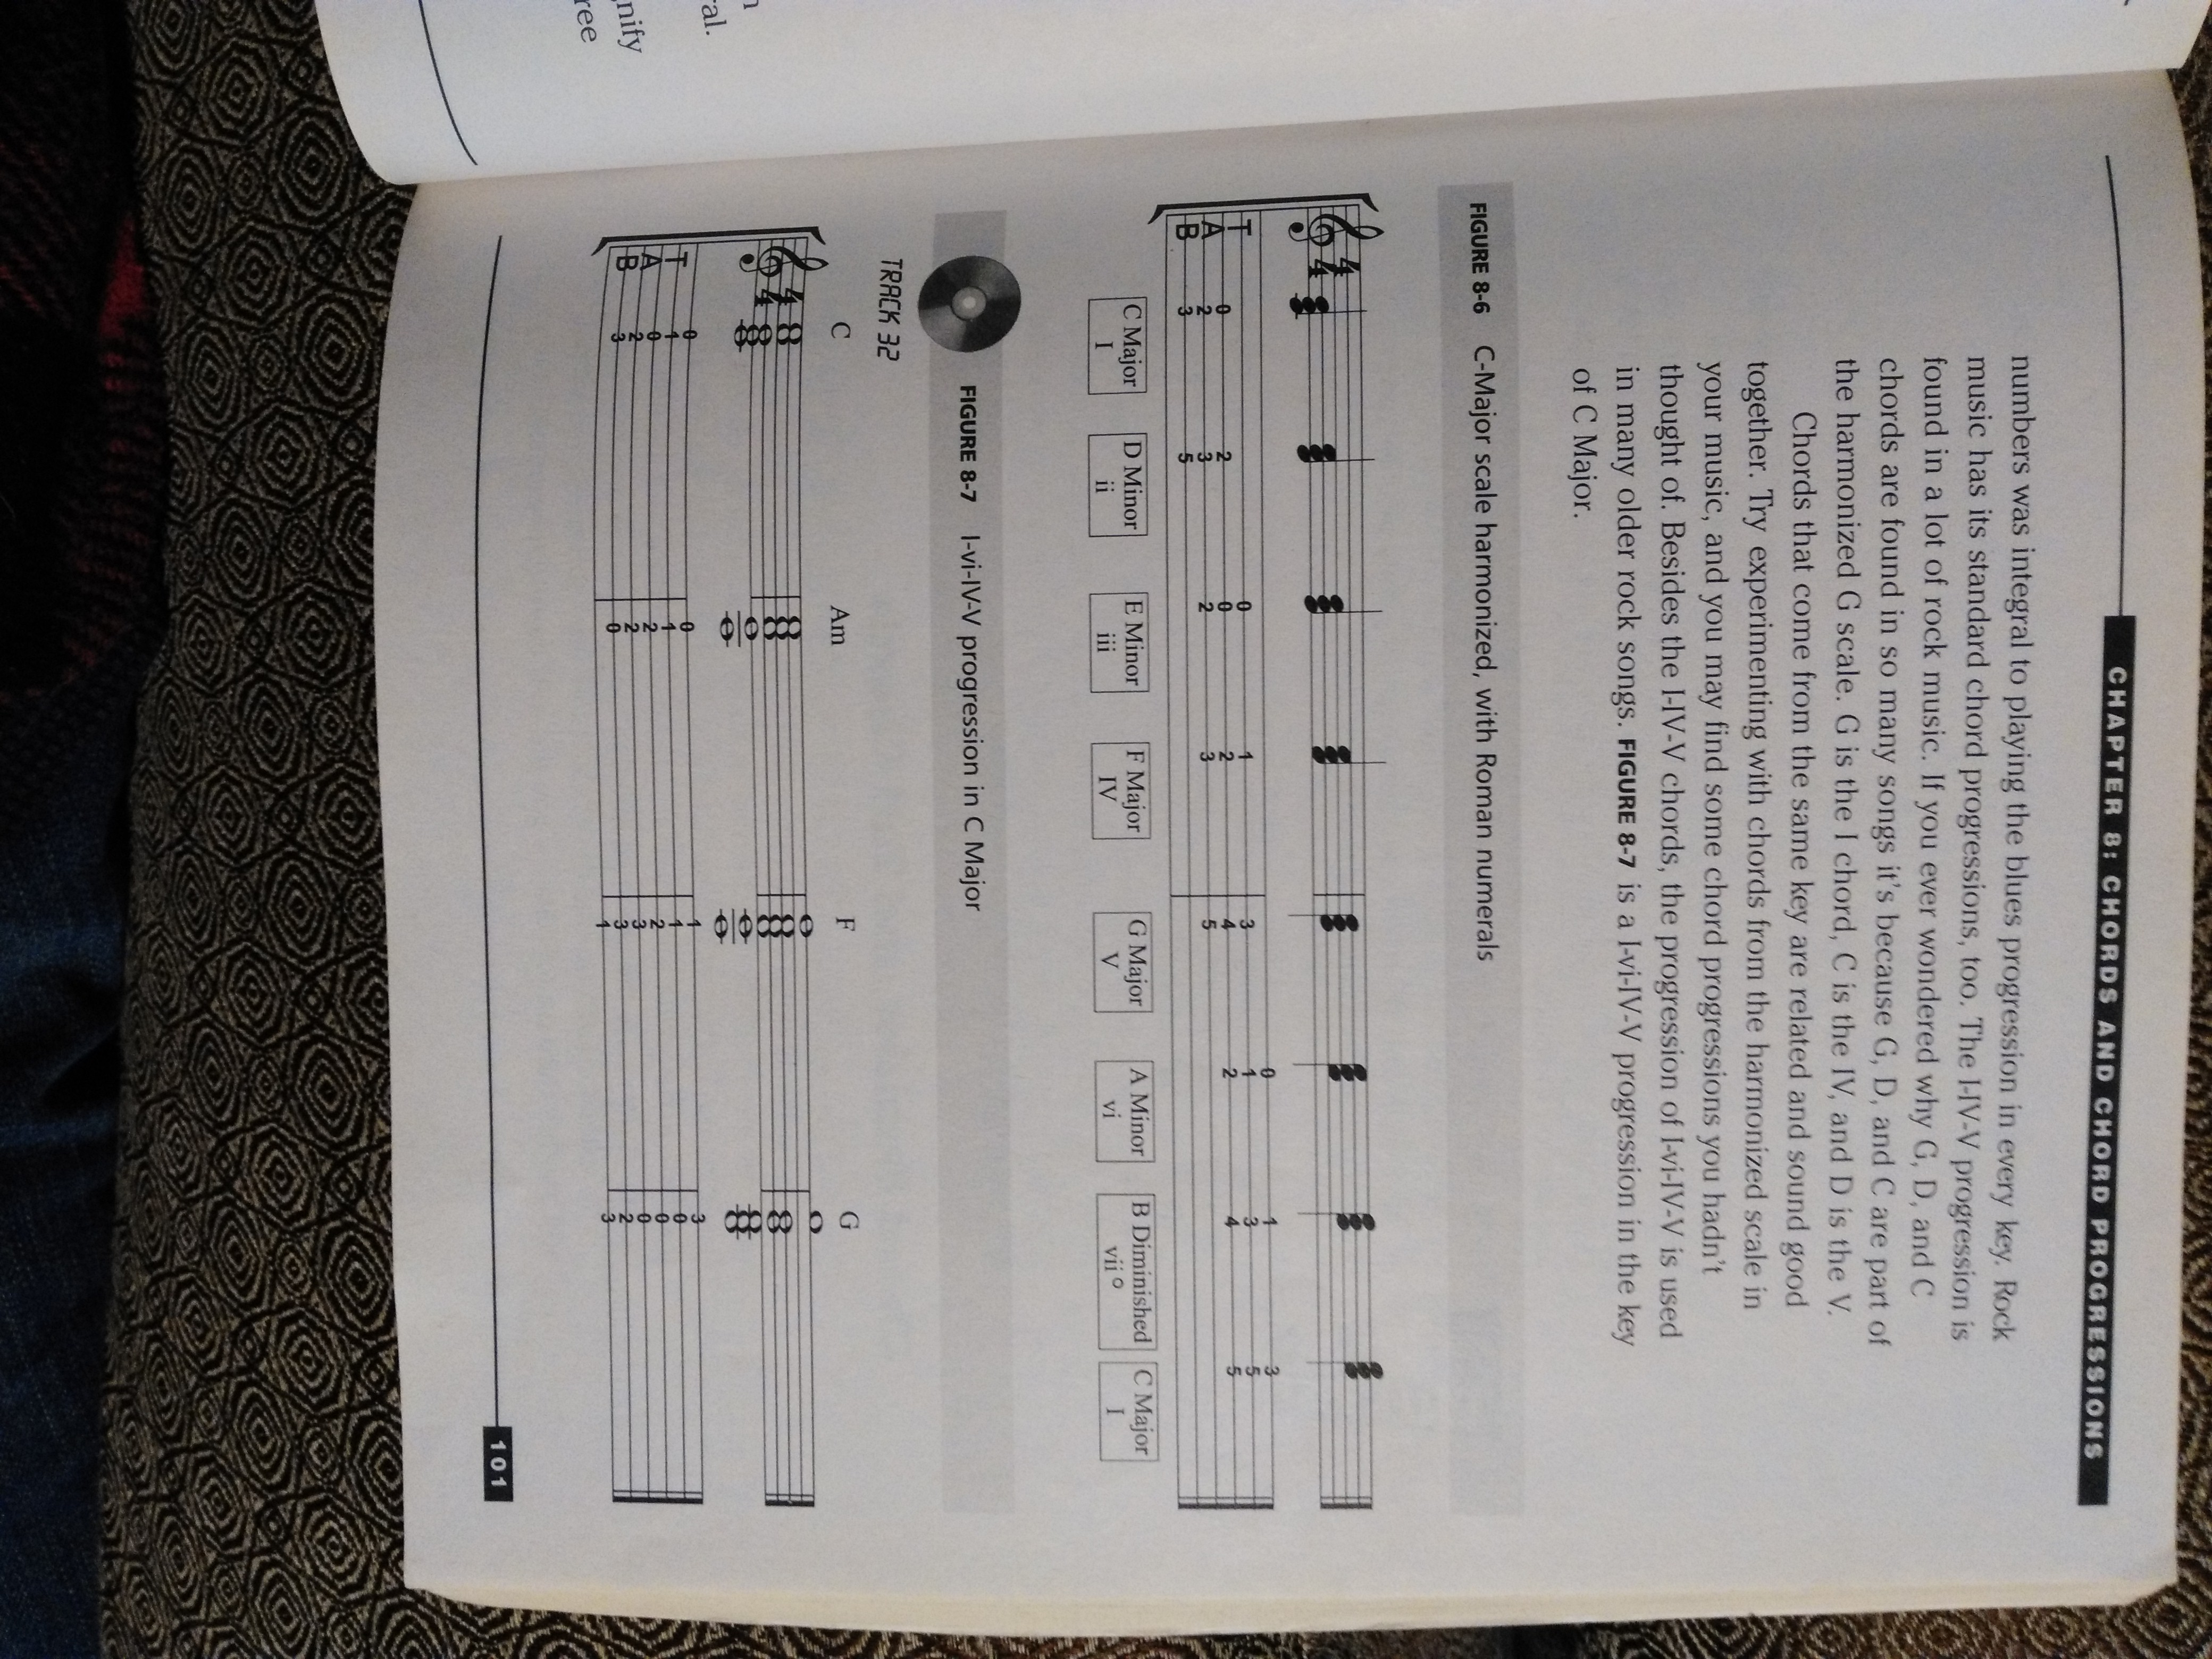 n
ral.
gnify
ree
CHAPTER 8: CHORDS AND CHORD PROGRESSIONS
numbers was integral to playing the blues progression in every key. Rock
music has its standard chord progressions, too. The I-IV-V progression is
found in a lot of rock music. If you ever wondered why G, D, and C
chords are found in so many songs it's because G, D, and C are part of
the harmonized G scale. G is the I chord, C is the IV, and D is the V.
Chords that come from the same key are related and sound good
together. Try experimenting with chords from the harmonized scale in
your music, and you may find some chord progressions you hadn't
thought of. Besides the I-IV-V chords, the progression of I-vi-IV-V is used
in many older rock songs. FIGURE 8-7 is a I-vi-IV-V progression in the key
of C Major.
FIGURE 8-6 C-Major scale harmonized, with Roman numerals
4
4
T 0 1 0 1 3
A 0 2 0 2 3 1 3 5
B
C Major D Minor E Minor F Major G Major A Minor B Diminished C Major
I ii iii IV V vi vii° I
FIGURE 8-7 I-vi-IV-V progression in C Major
TRACK 32
C Am F G
4
4
T
A
B
0 0 1 3
1 1 1 0
0 2 2 0
2 2 3 0
3 0 3 2
1 3
101